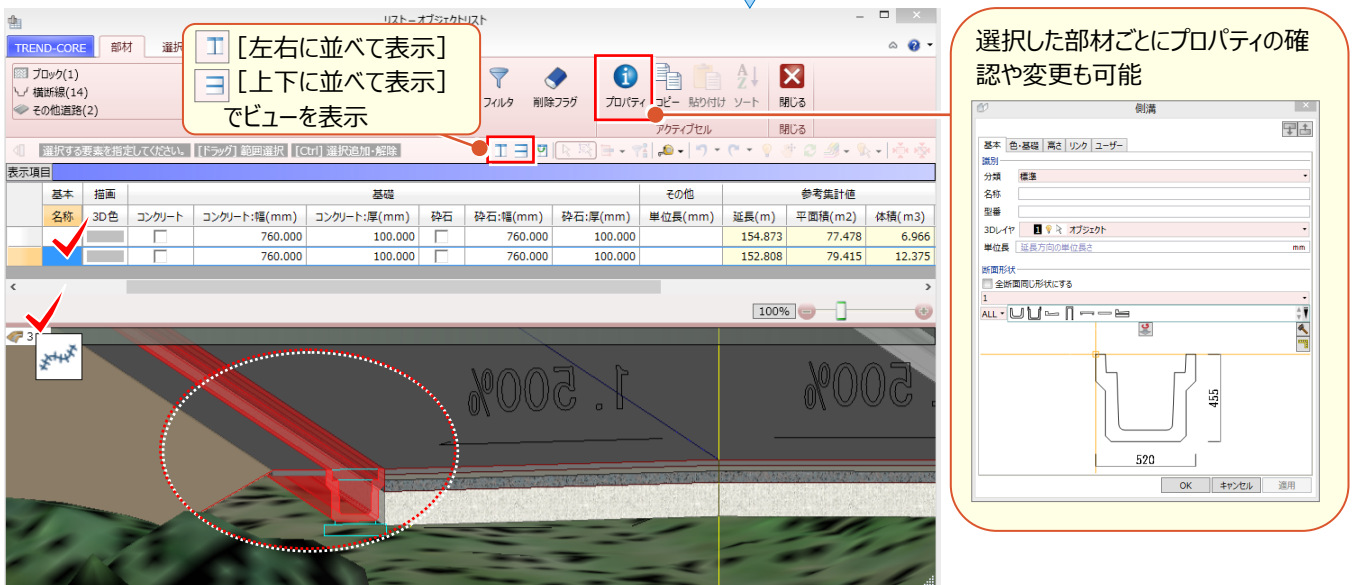 リスト – オブジェクトリスト
TREND-CORE 部材 選択
ブロック(1)
横断線(14)
その他道路(2)
[左右に並べて表示]
[上下に並べて表示]
でビューを表示
フィルタ 削除フラグ プロパティ コピー 貼り付け ソート 閉じる
アクティブセル 閉じる
選択する要素を指定してください。 [ドラッグ] 範囲選択 [Ctrl] 選択追加・解除
表示項目
基本 描画 基礎 その他 参考集計値
名称 3D色 コンクリート コンクリート:幅(mm) コンクリート:厚(mm) 砕石 砕石:幅(mm) 砕石:厚(mm) 単位長(mm) 延長(m) 平面積(m2) 体積(m3)
760.000 100.000 760.000 100.000 154.873 77.478 6.966
760.000 100.000 760.000 100.000 152.808 79.415 12.375
100%
3
1.500%
1.500%
選択した部材ごとにプロパティの確
認や変更も可能
側溝
基本 色・基礎 高さ リンク ユーザー
識別
分類 標準
名称
型番
3Dレイヤ 1 オブジェクト
単位長 延長方向の単位長さ mm
断面形状
全断面同じ形状にする
1
ALL
455
520
OK キャンセル 適用